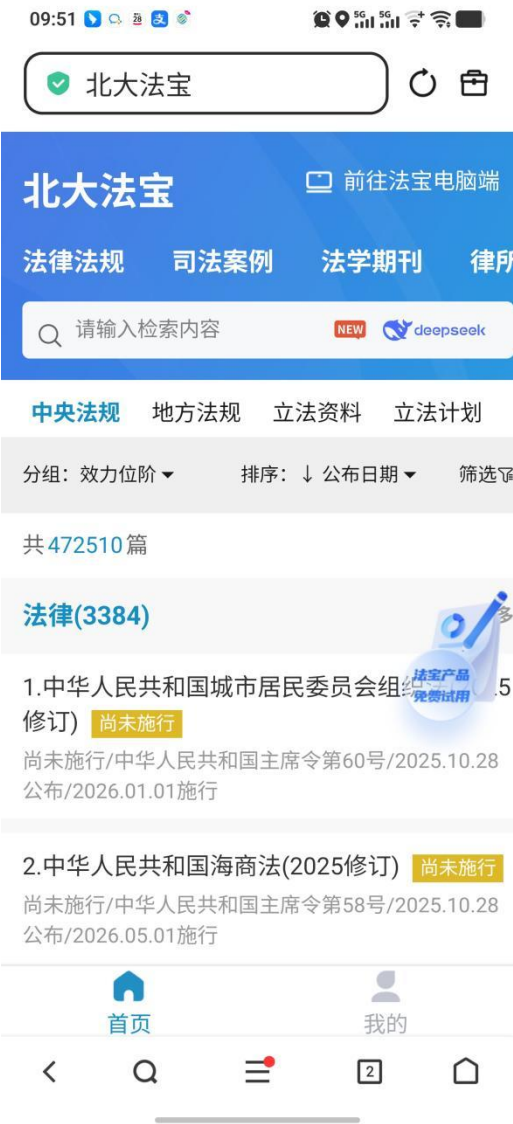 09:51
北大法宝
北大法宝 前往法宝电脑端
法律法规 司法案例 法学期刊 律所
请输入检索内容 NEW deepseek
中央法规 地方法规 立法资料 立法计划
分组：效力位阶 排序：↓ 公布日期 筛选
共472510篇
法律(3384)
法宝产品
免费试用
1.中华人民共和国城市居民委员会组织
修订) 尚未施行
尚未施行/中华人民共和国主席令第60号/2025.10.28
公布/2026.01.01施行
2.中华人民共和国海商法(2025修订) 尚未施行
尚未施行/中华人民共和国主席令第58号/2025.10.28
公布/2026.05.01施行
首页 我的
2